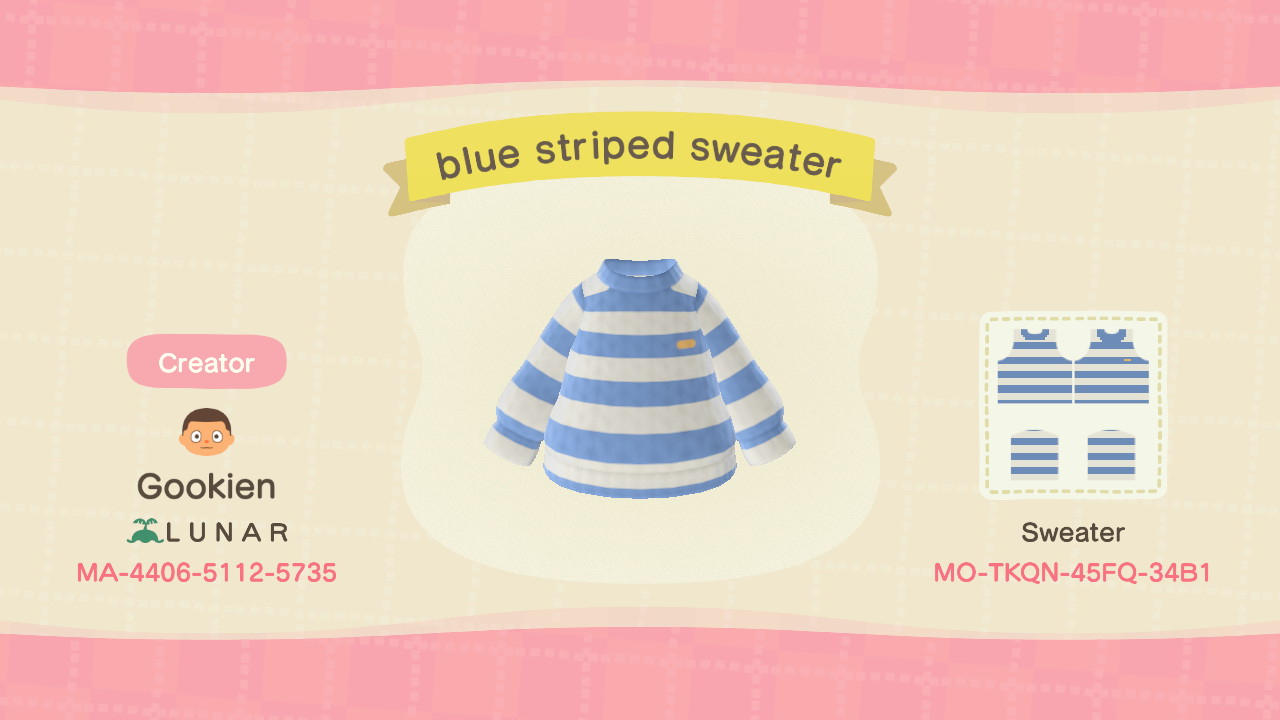 blue striped sweater
Creator
Gookien
LUNAR
MA-4406-5112-5735
Sweater
MO-TKQN-45FQ-34B1